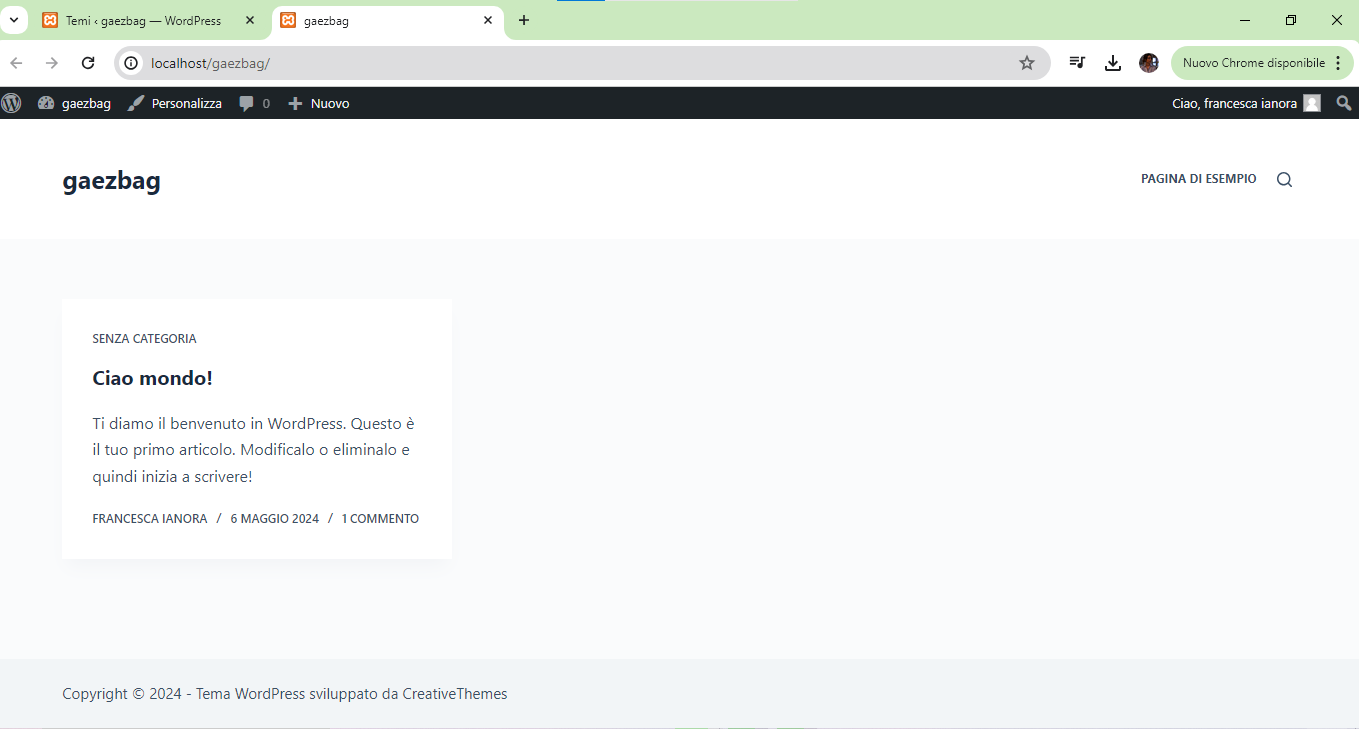 Temi ‹ gaezbag — WordPress
gaezbag
localhost/gaezbag/
Nuovo Chrome disponibile
gaezbag
Personalizza
0
Nuovo
Ciao, francesca ianora
gaezbag
PAGINA DI ESEMPIO
SENZA CATEGORIA
Ciao mondo!
Ti diamo il benvenuto in WordPress. Questo è
il tuo primo articolo. Modificalo o eliminalo e
quindi inizia a scrivere!
FRANCESCA IANORA / 6 MAGGIO 2024 / 1 COMMENTO
Copyright © 2024 - Tema WordPress sviluppato da CreativeThemes